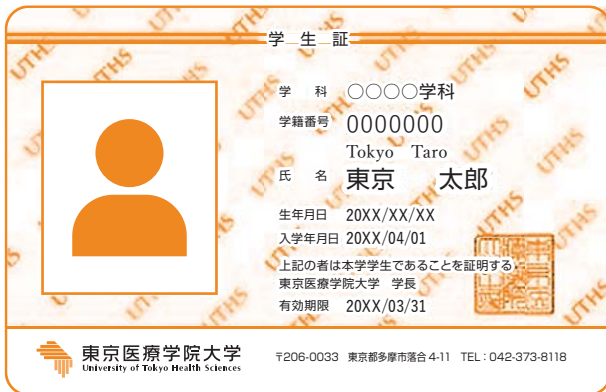 学生証
学科 ○○○○学科
学籍番号 0000000
Tokyo Taro
氏名 東京 太郎
生年月日 20XX/XX/XX
入学年月日 20XX/04/01
上記の者は本学学生であることを証明する
東京医療学院大学 学長
有効期限 20XX/03/31
東京医療学院大学
University of Tokyo Health Sciences
〒206-0033 東京都多摩市落合 4-11 TEL:042-373-8118
UTHS